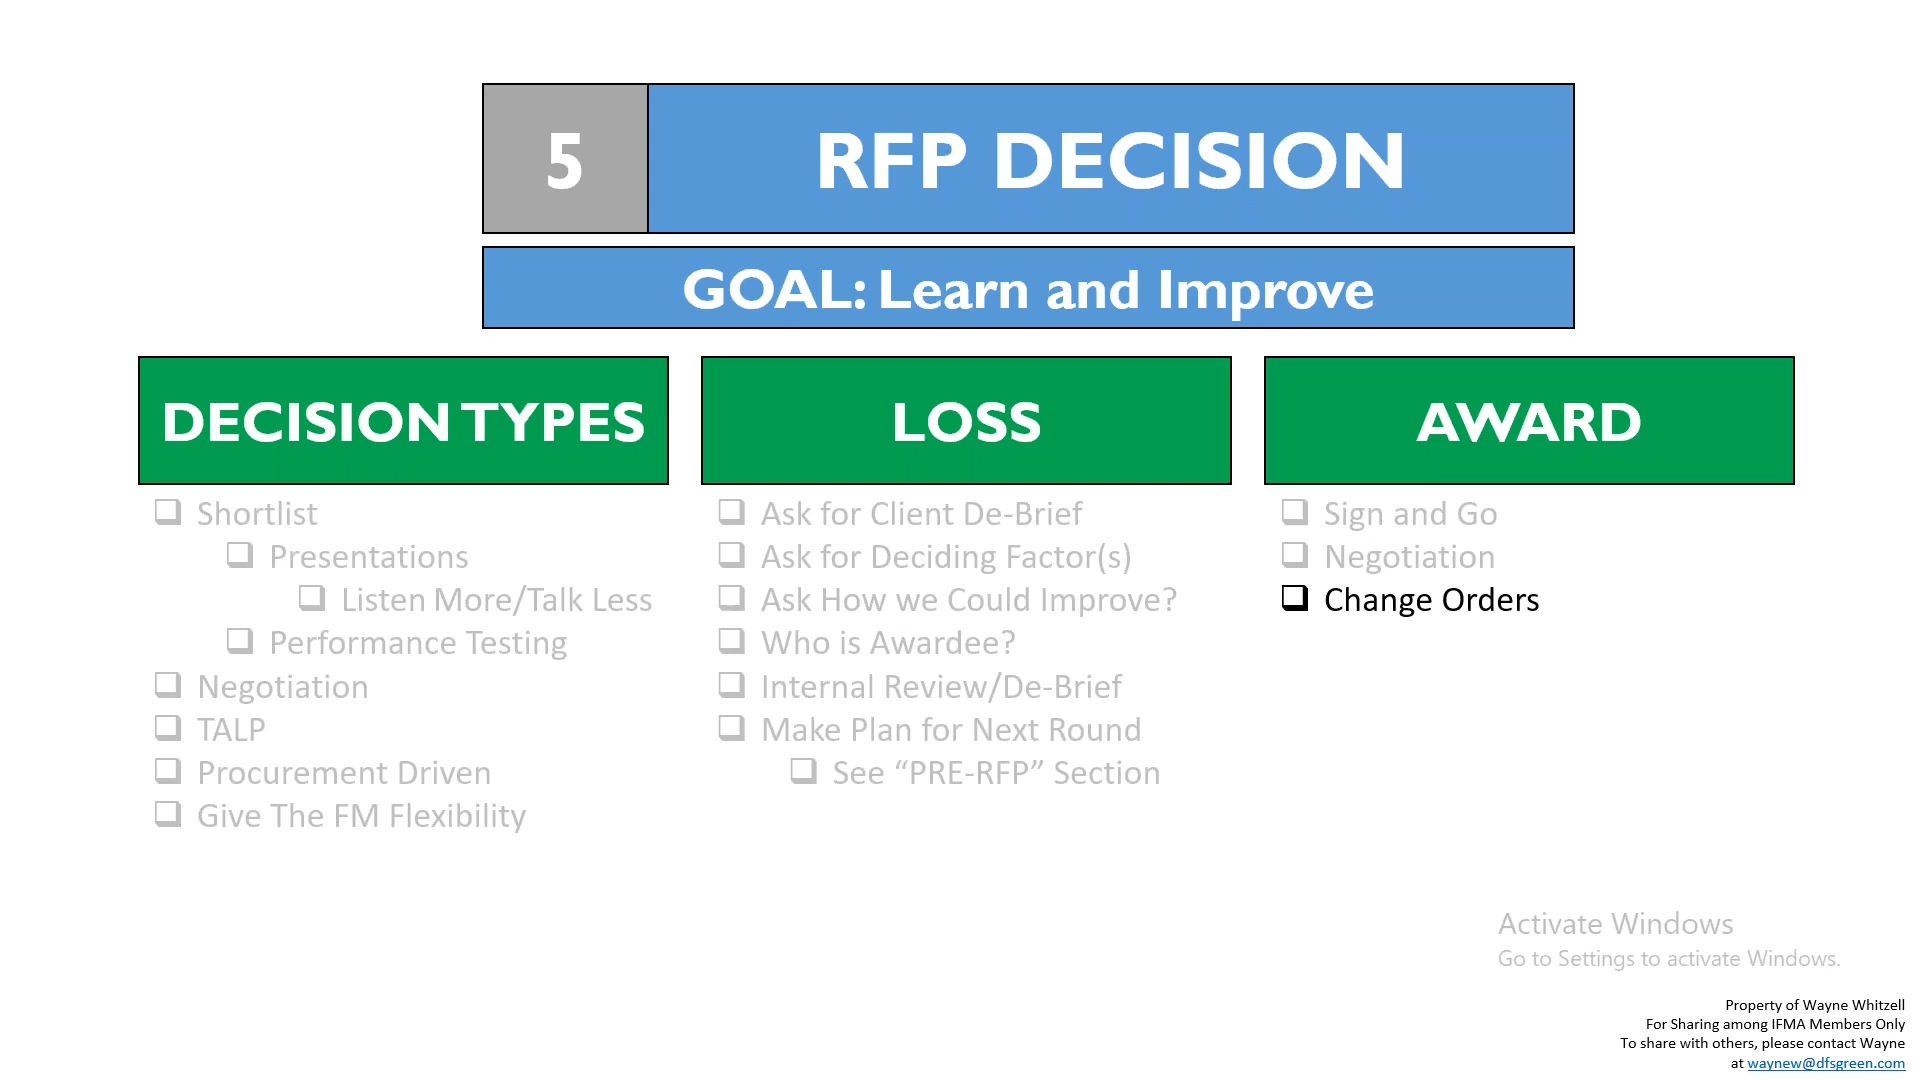 5
RFP DECISION
GOAL: Learn and Improve
DECISION TYPES
Shortlist
Presentations
Listen More/Talk Less
Performance Testing
Negotiation
TALP
Procurement Driven
Give The FM Flexibility
LOSS
Ask for Client De-Brief
Ask for Deciding Factor(s)
Ask How we Could Improve?
Who is Awardee?
Internal Review/De-Brief
Make Plan for Next Round
See “PRE-RFP” Section
AWARD
Sign and Go
Negotiation
Change Orders
Activate Windows
Go to Settings to activate Windows.
Property of Wayne Whitzell
For Sharing among IFMA Members Only
To share with others, please contact Wayne
at waynew@dfsgreen.com